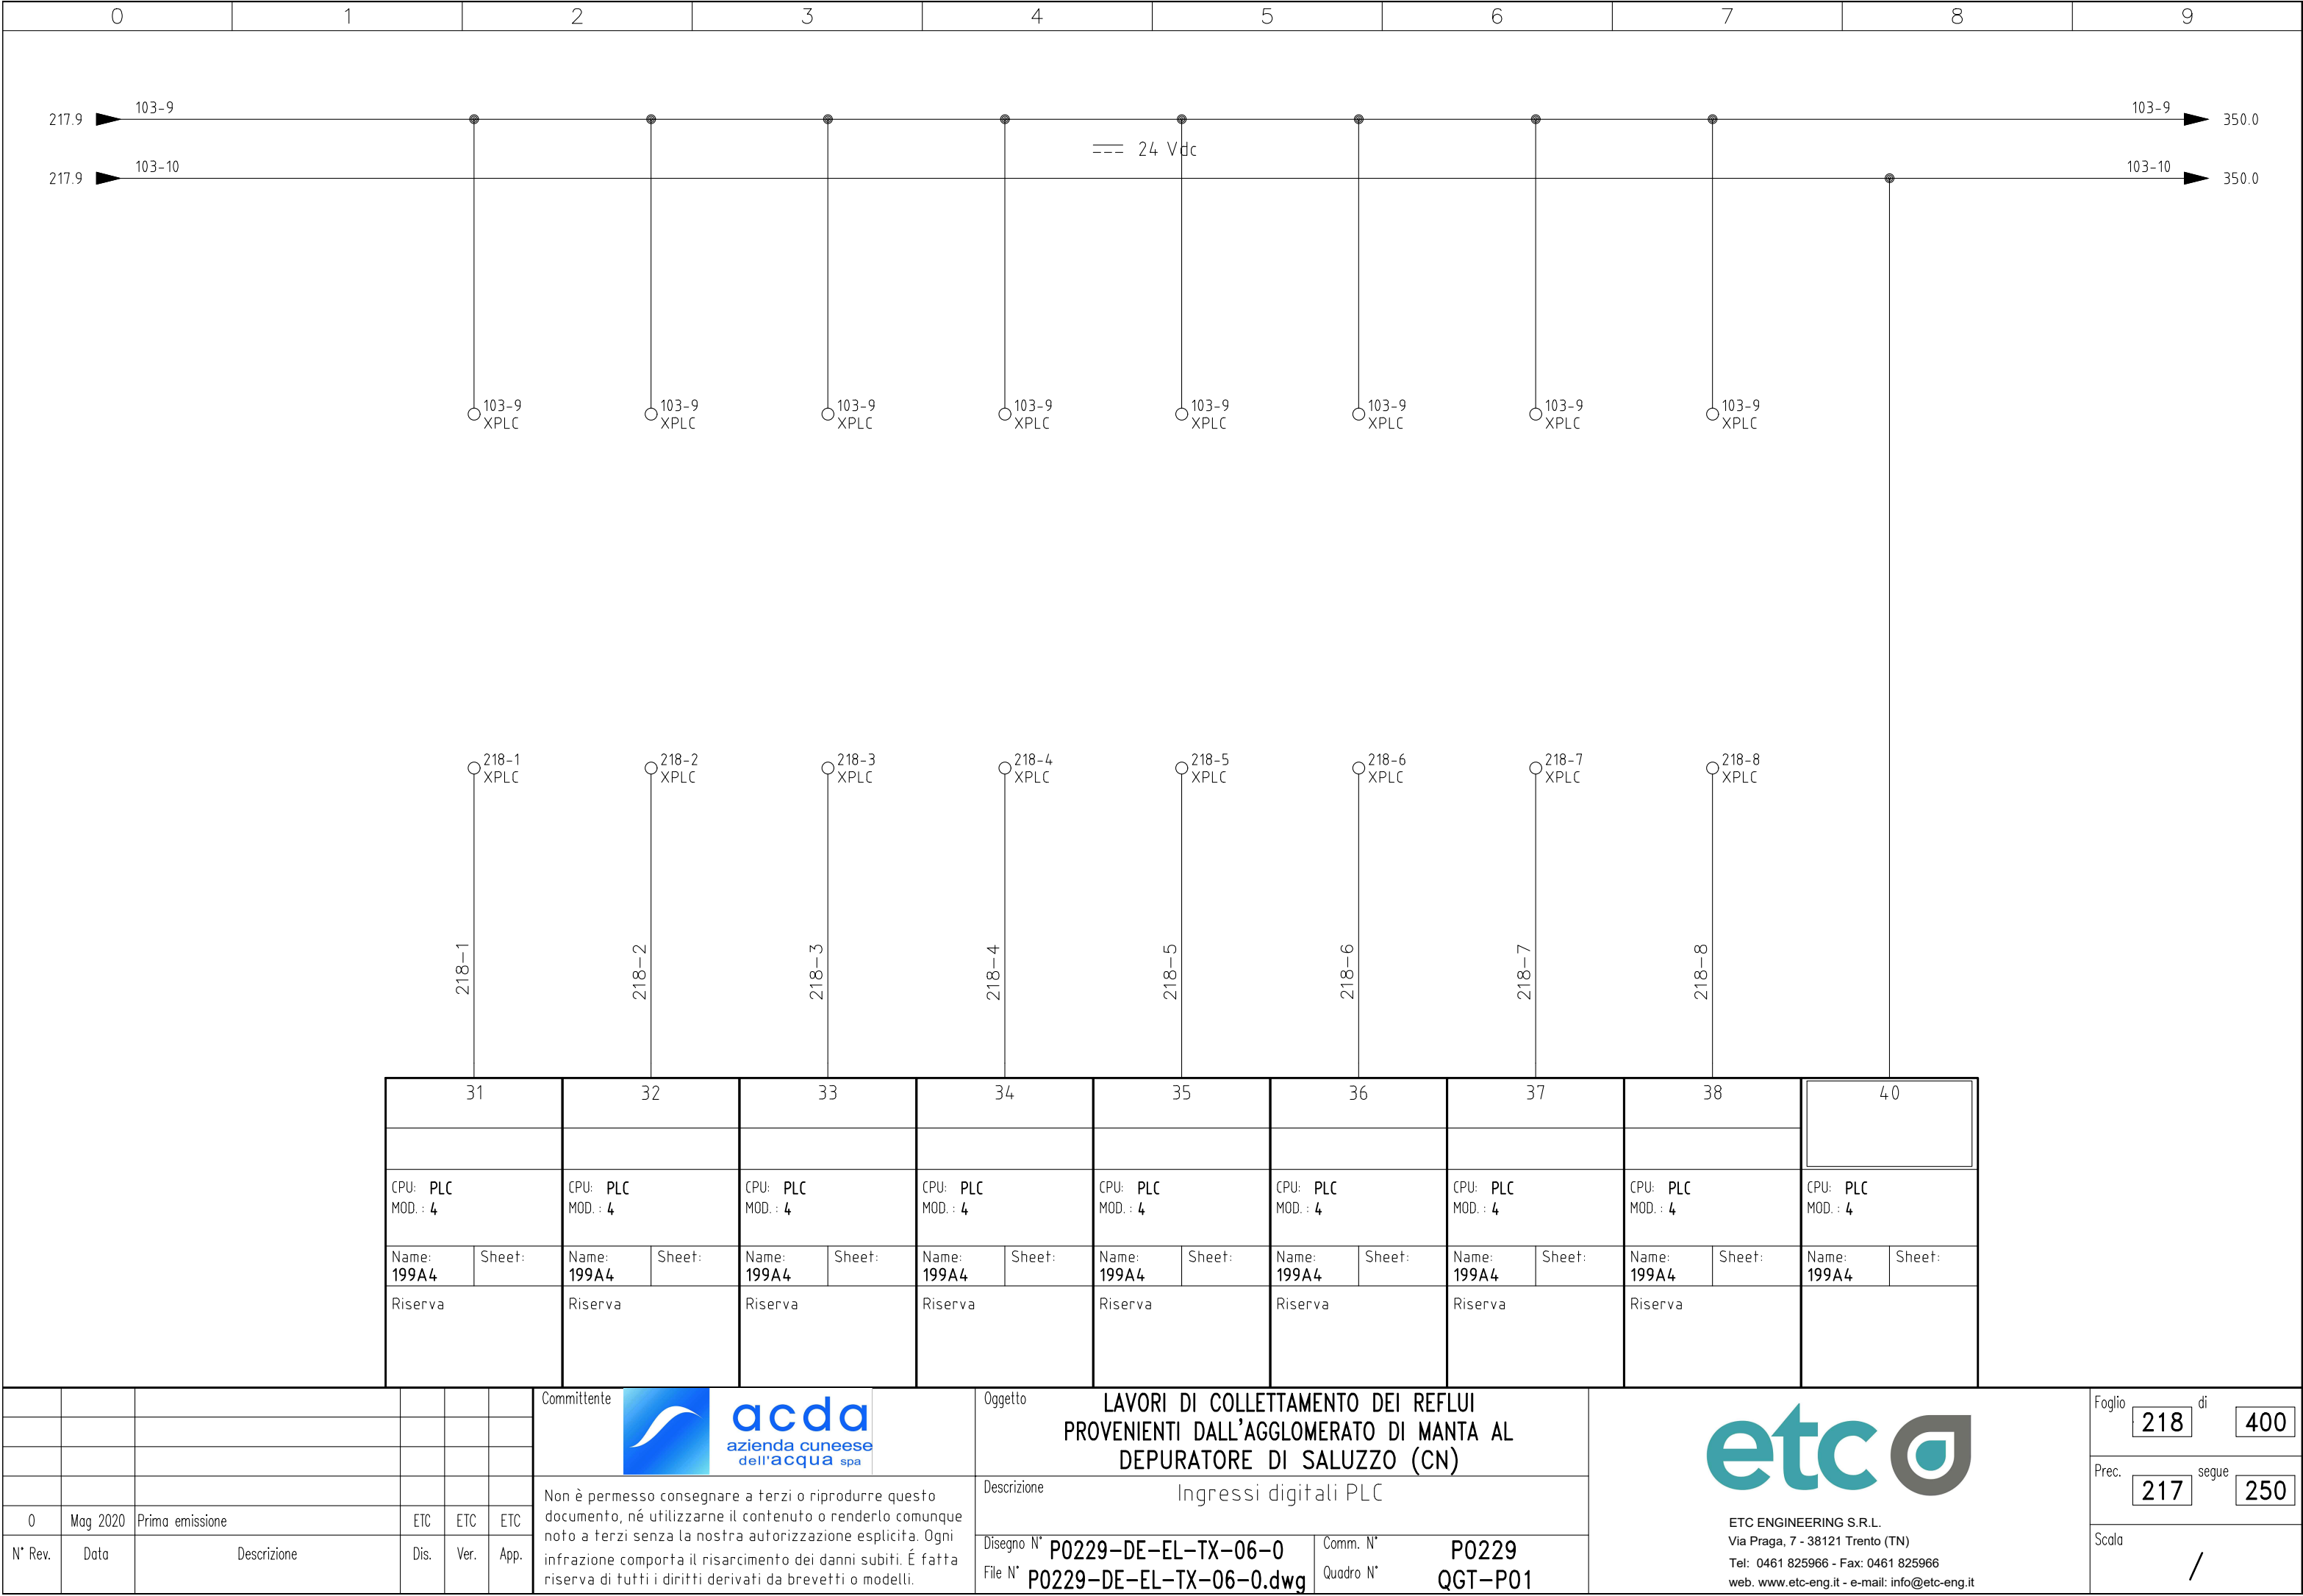 0 1 2 3 4 5 6 7 8 9
217.9 103-9 103-9 350.0
24 Vdc
217.9 103-10 103-10 350.0
103-9 103-9 103-9 103-9 103-9 103-9 103-9 103-9
XPLC XPLC XPLC XPLC XPLC XPLC XPLC XPLC
218-1 218-2 218-3 218-4 218-5 218-6 218-7 218-8
XPLC XPLC XPLC XPLC XPLC XPLC XPLC XPLC
218-1 218-2 218-3 218-4 218-5 218-6 218-7 218-8
31 32 33 34 35 36 37 38 40
CPU: PLC CPU: PLC CPU: PLC CPU: PLC CPU: PLC CPU: PLC CPU: PLC CPU: PLC CPU: PLC
MOD. : 4 MOD. : 4 MOD. : 4 MOD. : 4 MOD. : 4 MOD. : 4 MOD. : 4 MOD. : 4 MOD. : 4
Name: Sheet: Name: Sheet: Name: Sheet: Name: Sheet: Name: Sheet: Name: Sheet: Name: Sheet: Name: Sheet: Name: Sheet:
199A4 199A4 199A4 199A4 199A4 199A4 199A4 199A4 199A4
Riserva Riserva Riserva Riserva Riserva Riserva Riserva Riserva
0 Mag 2020 Prima emissione ETC ETC ETC
N° Rev. Data Descrizione Dis. Ver. App.
Committente
acda
azienda cuneese
dell'acqua spa
Non è permesso consegnare a terzi o riprodurre questo
documento, né utilizzarne il contenuto o renderlo comunque
noto a terzi senza la nostra autorizzazione esplicita. Ogni
infrazione comporta il risarcimento dei danni subiti. É fatta
riserva di tutti i diritti derivati da brevetti o modelli.
Oggetto
LAVORI DI COLLETTAMENTO DEI REFLUI
PROVENIENTI DALL'AGGLOMERATO DI MANTA AL
DEPURATORE DI SALUZZO (CN)
Descrizione
Ingressi digitali PLC
Disegno N° P0229-DE-EL-TX-06-0 Comm. N° P0229
File N° P0229-DE-EL-TX-06-0.dwg Quadro N° QGT-P01
etc
ETC ENGINEERING S.R.L.
Via Praga, 7 - 38121 Trento (TN)
Tel: 0461 825966 - Fax: 0461 825966
web. www.etc-eng.it - e-mail: info@etc-eng.it
Foglio 218 di 400
Prec. 217 segue 250
Scala /